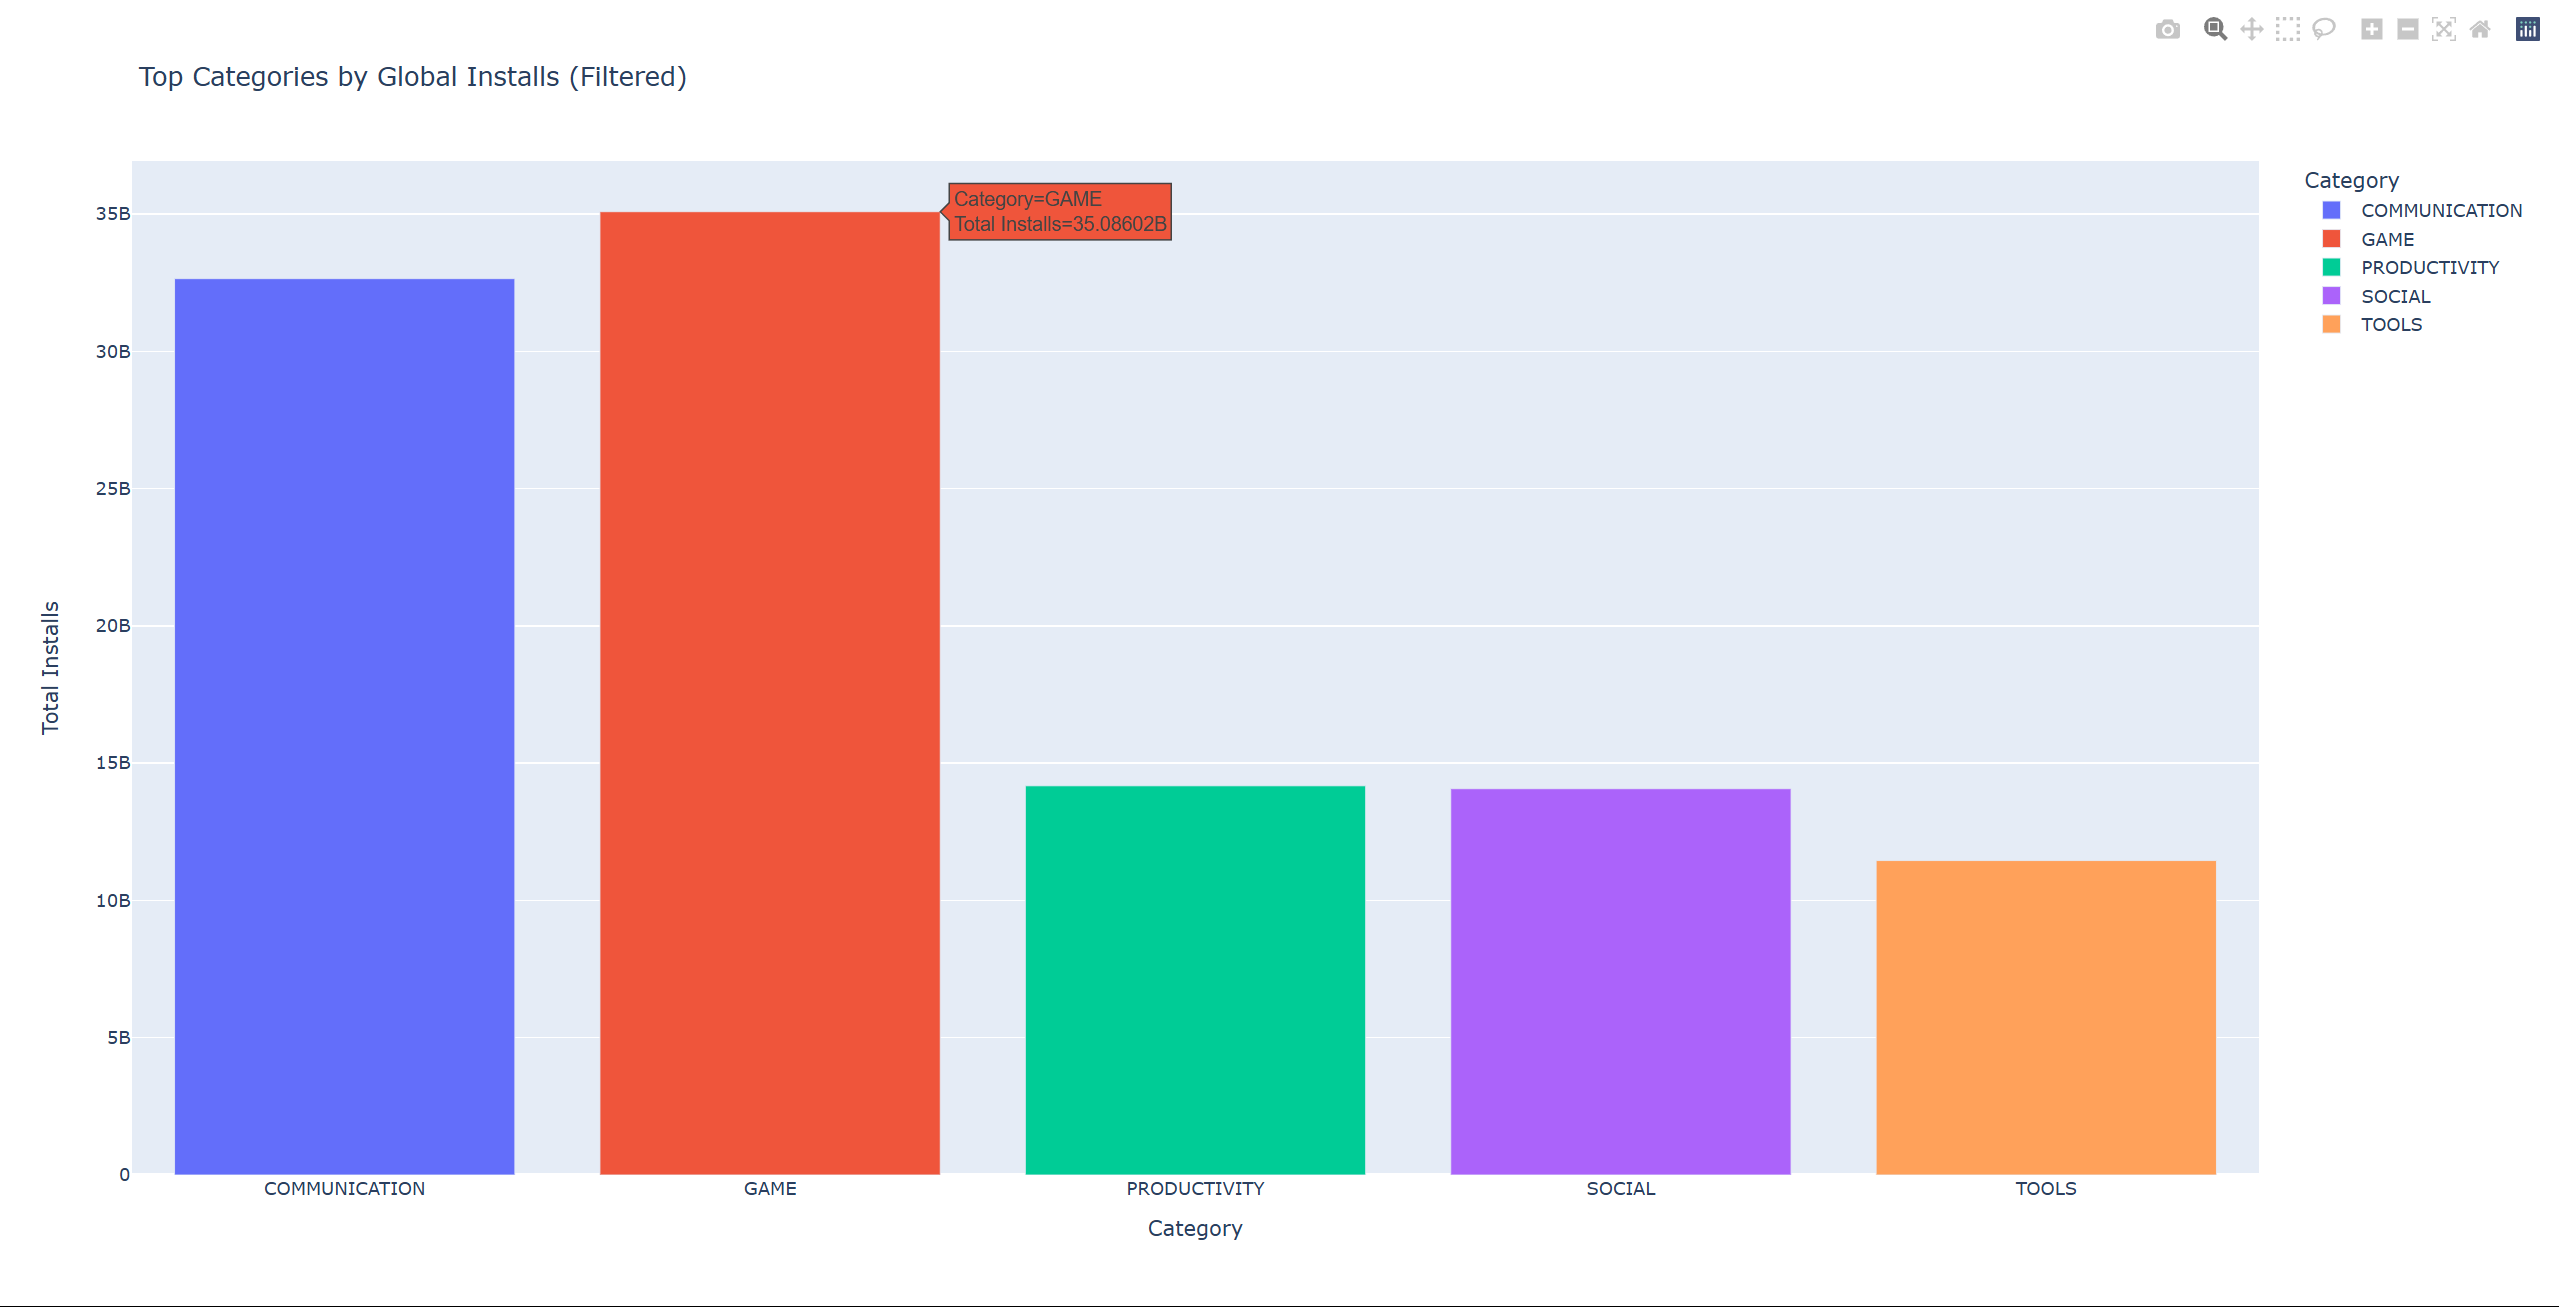 Top Categories by Global Installs (Filtered)
Category=GAME
Total Installs=35.08602B
Category
COMMUNICATION
GAME
PRODUCTIVITY
SOCIAL
TOOLS
35B
30B
25B
20B
15B
10B
5B
0
Total Installs
COMMUNICATION
GAME
PRODUCTIVITY
SOCIAL
TOOLS
Category